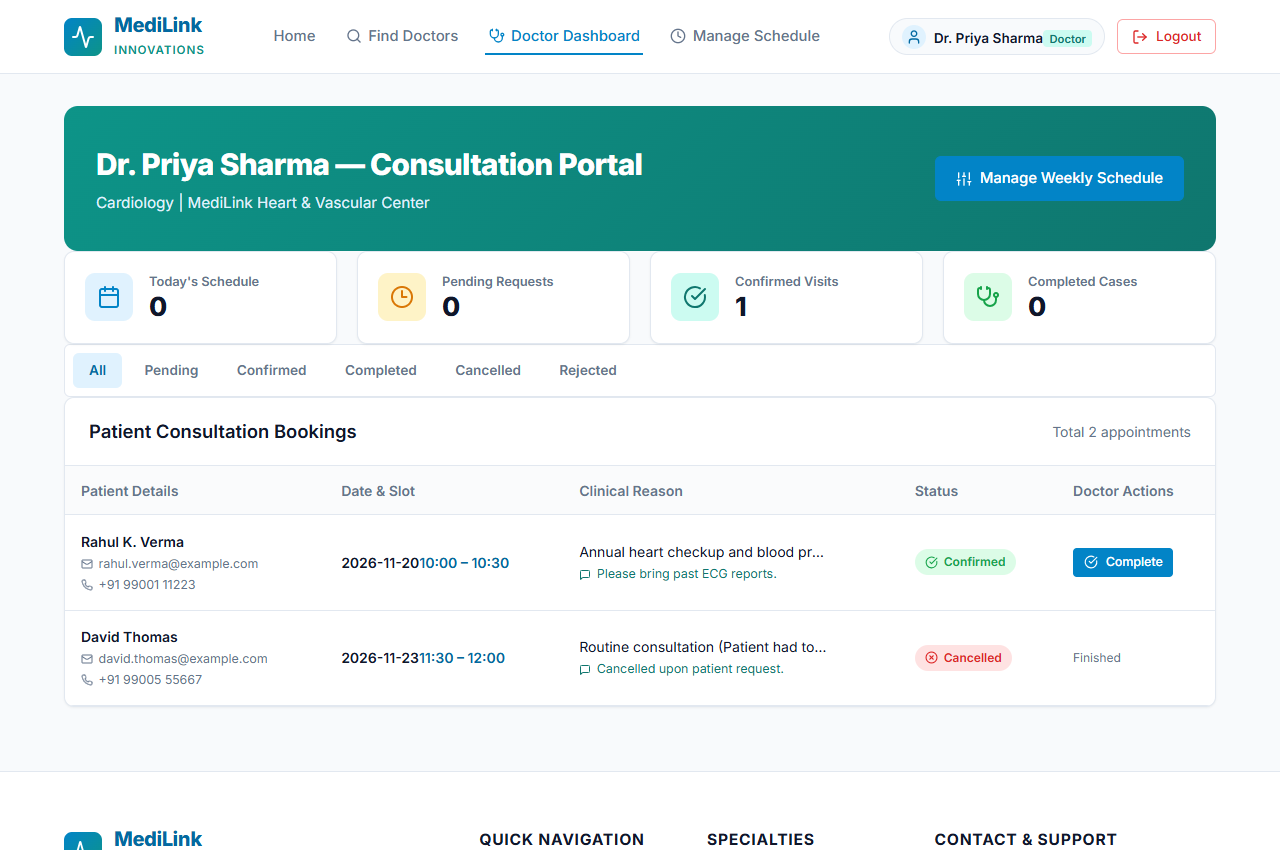 MediLink
INNOVATIONS
Home
Find Doctors
Doctor Dashboard
Manage Schedule
Dr. Priya Sharma Doctor
Logout
Dr. Priya Sharma — Consultation Portal
Cardiology | MediLink Heart & Vascular Center
Manage Weekly Schedule
Today's Schedule
0
Pending Requests
0
Confirmed Visits
1
Completed Cases
0
All
Pending
Confirmed
Completed
Cancelled
Rejected
Patient Consultation Bookings
Total 2 appointments
Patient Details
Date & Slot
Clinical Reason
Status
Doctor Actions
Rahul K. Verma
rahul.verma@example.com
+91 99001 11223
2026-11-2010:00 – 10:30
Annual heart checkup and blood pr...
Please bring past ECG reports.
Confirmed
Complete
David Thomas
david.thomas@example.com
+91 99005 55667
2026-11-2311:30 – 12:00
Routine consultation (Patient had to...
Cancelled upon patient request.
Cancelled
Finished
MediLink
QUICK NAVIGATION
SPECIALTIES
CONTACT & SUPPORT